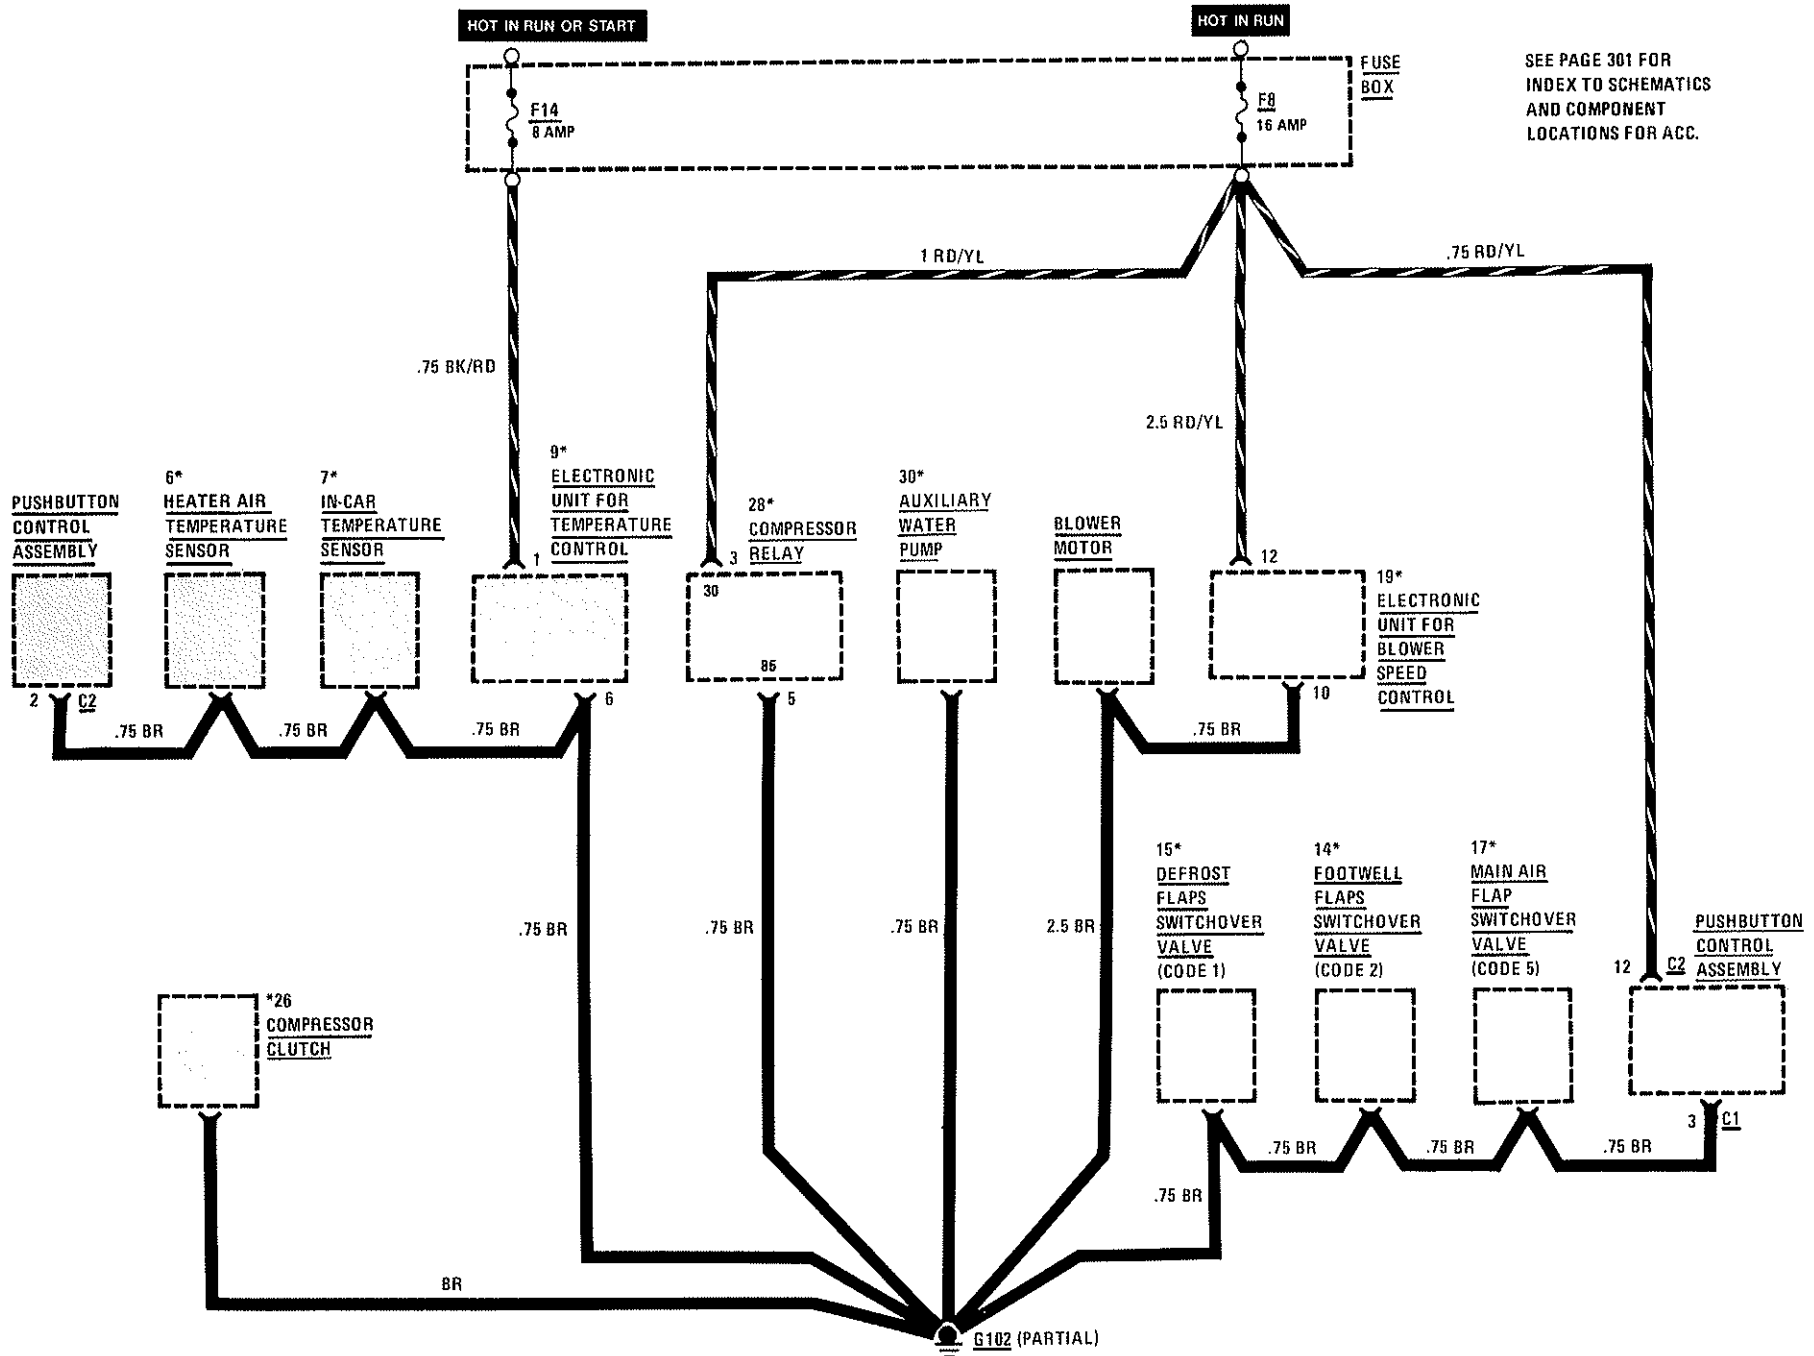 HOT IN RUN OR START
HOT IN RUN
FUSE
BOX
SEE PAGE 301 FOR
INDEX TO SCHEMATICS
AND COMPONENT
LOCATIONS FOR ACC.
F14
8 AMP
F8
16 AMP
1 RD/YL
.75 RD/YL
.75 BK/RD
2.5 RD/YL
PUSHBUTTON
CONTROL
ASSEMBLY
6*
HEATER AIR
TEMPERATURE
SENSOR
7*
IN-CAR
TEMPERATURE
SENSOR
9*
ELECTRONIC
UNIT FOR
TEMPERATURE
CONTROL
1
28*
COMPRESSOR
RELAY
3
30
86
30*
AUXILIARY
WATER
PUMP
BLOWER
MOTOR
12
19*
ELECTRONIC
UNIT FOR
BLOWER
SPEED
CONTROL
2
C2
6
5
10
.75 BR
.75 BR
.75 BR
.75 BR
.75 BR
.75 BR
.75 BR
2.5 BR
15*
DEFROST
FLAPS
SWITCHOVER
VALVE
(CODE 1)
14*
FOOTWELL
FLAPS
SWITCHOVER
VALVE
(CODE 2)
17*
MAIN AIR
FLAP
SWITCHOVER
VALVE
(CODE 5)
PUSHBUTTON
CONTROL
ASSEMBLY
12
C2
*26
COMPRESSOR
CLUTCH
3
C1
.75 BR
.75 BR
.75 BR
.75 BR
BR
G102 (PARTIAL)